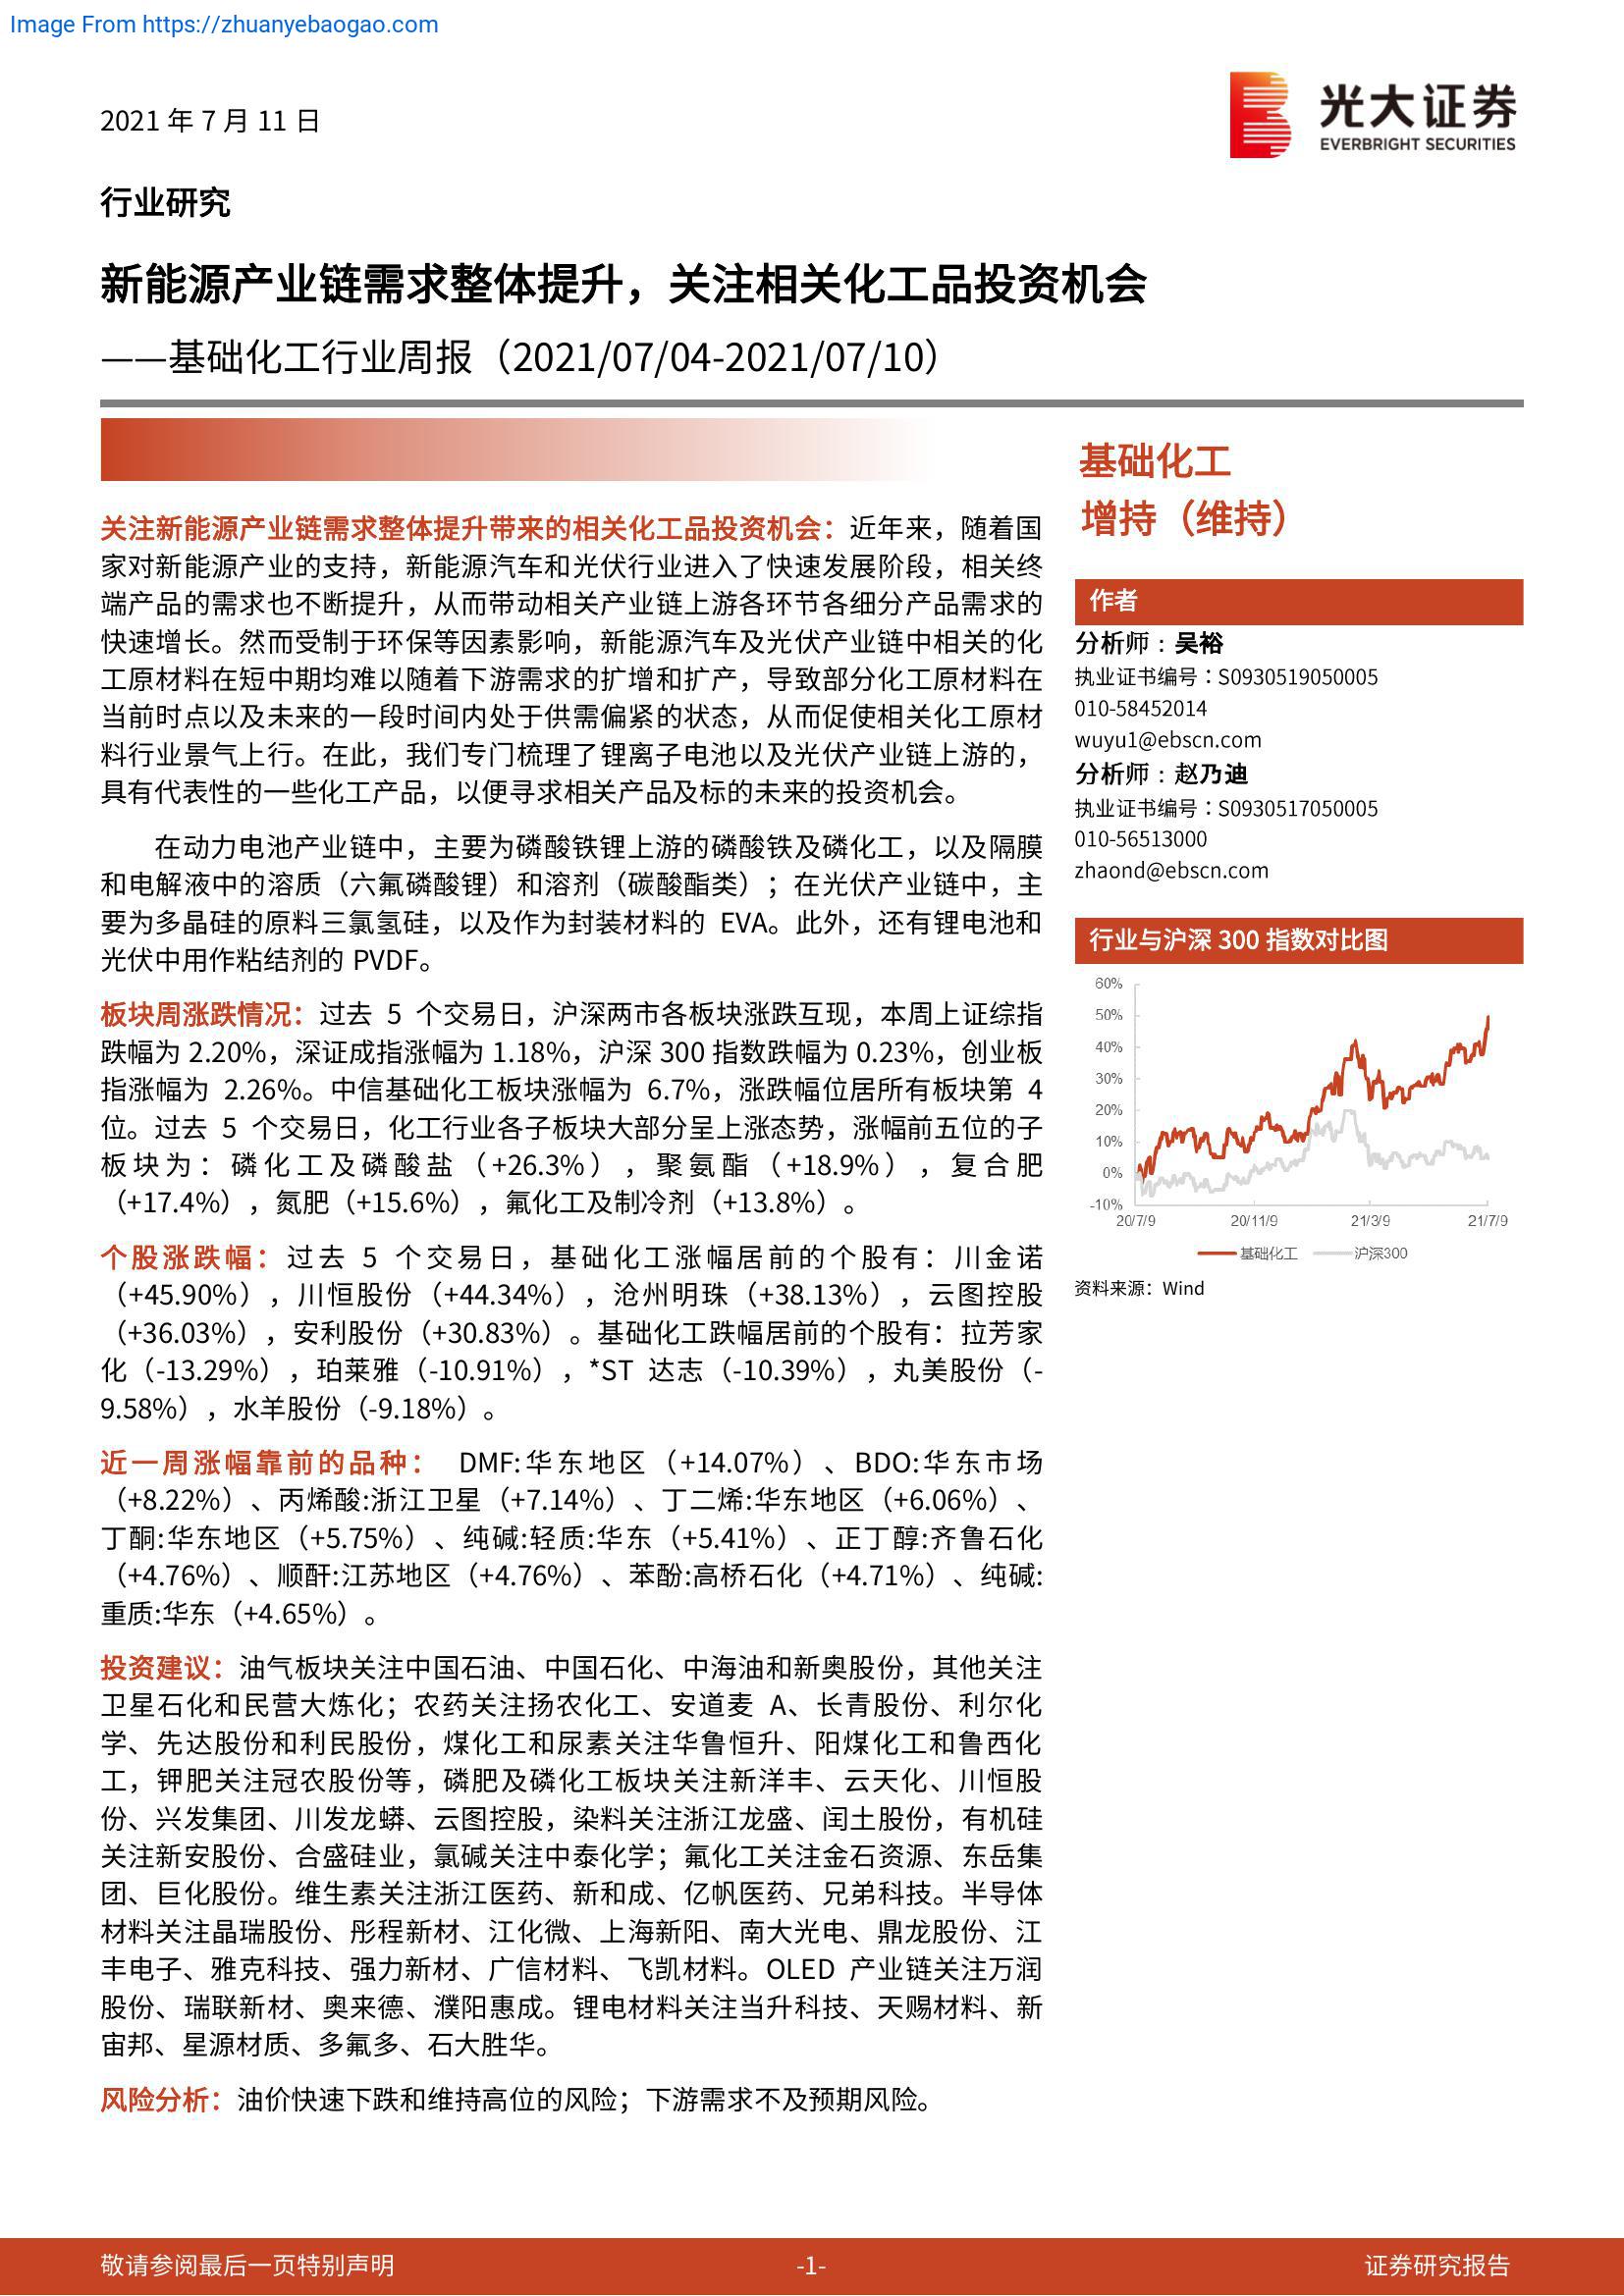 Image From https://zhuanyebaogao.com
2021 年 7 月 11 日
光大证券
EVERBRIGHT SECURITIES
行业研究
新能源产业链需求整体提升，关注相关化工品投资机会
——基础化工行业周报（2021/07/04-2021/07/10）
关注新能源产业链需求整体提升带来的相关化工品投资机会：近年来，随着国
家对新能源产业的支持，新能源汽车和光伏行业进入了快速发展阶段，相关终
端产品的需求也不断提升，从而带动相关产业链上游各环节各细分产品需求的
快速增长。然而受制于环保等因素影响，新能源汽车及光伏产业链中相关的化
工原材料在短中期均难以随着下游需求的扩增和扩产，导致部分化工原材料在
当前时点以及未来的一段时间内处于供需偏紧的状态，从而促使相关化工原材
料行业景气上行。在此，我们专门梳理了锂离子电池以及光伏产业链上游的，
具有代表性的一些化工产品，以便寻求相关产品及标的未来的投资机会。
在动力电池产业链中，主要为磷酸铁锂上游的磷酸铁及磷化工，以及隔膜
和电解液中的溶质（六氟磷酸锂）和溶剂（碳酸酯类）；在光伏产业链中，主
要为多晶硅的原料三氯氢硅，以及作为封装材料的 EVA。此外，还有锂电池和
光伏中用作粘结剂的 PVDF。
板块周涨跌情况：过去 5 个交易日，沪深两市各板块涨跌互现，本周上证综指
跌幅为 2.20%，深证成指涨幅为 1.18%，沪深 300 指数跌幅为 0.23%，创业板
指涨幅为 2.26%。中信基础化工板块涨幅为 6.7%，涨跌幅位居所有板块第 4
位。过去 5 个交易日，化工行业各子板块大部分呈上涨态势，涨幅前五位的子
板块为：磷化工及磷酸盐（+26.3%），聚氨酯（+18.9%），复合肥
（+17.4%），氮肥（+15.6%），氟化工及制冷剂（+13.8%）。
个股涨跌幅：过去 5 个交易日，基础化工涨幅居前的个股有：川金诺
（+45.90%），川恒股份（+44.34%），沧州明珠（+38.13%），云图控股
（+36.03%），安利股份（+30.83%）。基础化工跌幅居前的个股有：拉芳家
化（-13.29%），珀莱雅（-10.91%），*ST 达志（-10.39%），丸美股份（-
9.58%），水羊股份（-9.18%）。
近一周涨幅靠前的品种： DMF:华东地区（+14.07%）、BDO:华东市场
（+8.22%）、丙烯酸:浙江卫星（+7.14%）、丁二烯:华东地区（+6.06%）、
丁酮:华东地区（+5.75%）、纯碱:轻质:华东（+5.41%）、正丁醇:齐鲁石化
（+4.76%）、顺酐:江苏地区（+4.76%）、苯酚:高桥石化（+4.71%）、纯碱:
重质:华东（+4.65%）。
投资建议：油气板块关注中国石油、中国石化、中海油和新奥股份，其他关注
卫星石化和民营大炼化；农药关注扬农化工、安道麦 A、长青股份、利尔化
学、先达股份和利民股份，煤化工和尿素关注华鲁恒升、阳煤化工和鲁西化
工，钾肥关注冠农股份等，磷肥及磷化工板块关注新洋丰、云天化、川恒股
份、兴发集团、川发龙蟒、云图控股，染料关注浙江龙盛、闰土股份，有机硅
关注新安股份、合盛硅业，氯碱关注中泰化学；氟化工关注金石资源、东岳集
团、巨化股份。维生素关注浙江医药、新和成、亿帆医药、兄弟科技。半导体
材料关注晶瑞股份、彤程新材、江化微、上海新阳、南大光电、鼎龙股份、江
丰电子、雅克科技、强力新材、广信材料、飞凯材料。OLED 产业链关注万润
股份、瑞联新材、奥来德、濮阳惠成。锂电材料关注当升科技、天赐材料、新
宙邦、星源材质、多氟多、石大胜华。
风险分析：油价快速下跌和维持高位的风险；下游需求不及预期风险。
基础化工
增持（维持）
作者
分析师：吴裕
执业证书编号：S0930519050005
010-58452014
wuyu1@ebscn.com
分析师：赵乃迪
执业证书编号：S0930517050005
010-56513000
zhaond@ebscn.com
行业与沪深 300 指数对比图
60%
50%
40%
30%
20%
10%
0%
-10%
20/7/9 20/11/9 21/3/9 21/7/9
基础化工 沪深300
资料来源：Wind
敬请参阅最后一页特别声明 -1- 证券研究报告